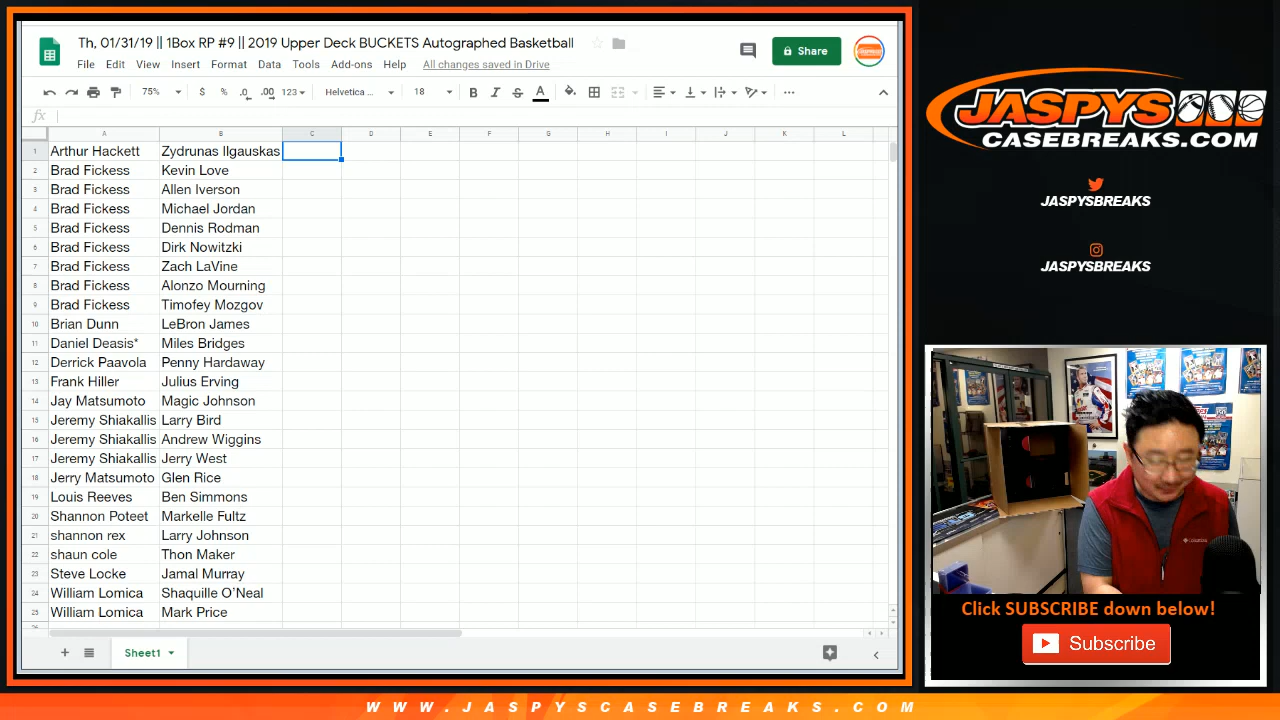 Th, 01/31/19 || 1Box RP #9 || 2019 Upper Deck BUCKETS Autographed Basketball
Share
File Edit View Insert Format Data Tools Add-ons Help All changes saved in Drive
75% $ % .0 .00 123 Helvetica ... 18 B I S A
fx
A B C D E F G H I J K L
1 Arthur Hackett Zydrunas Ilgauskas
2 Brad Fickess Kevin Love
3 Brad Fickess Allen Iverson
4 Brad Fickess Michael Jordan
5 Brad Fickess Dennis Rodman
6 Brad Fickess Dirk Nowitzki
7 Brad Fickess Zach LaVine
8 Brad Fickess Alonzo Mourning
9 Brad Fickess Timofey Mozgov
10 Brian Dunn LeBron James
11 Daniel Deasis* Miles Bridges
12 Derrick Paavola Penny Hardaway
13 Frank Hiller Julius Erving
14 Jay Matsumoto Magic Johnson
15 Jeremy Shiakallis Larry Bird
16 Jeremy Shiakallis Andrew Wiggins
17 Jeremy Shiakallis Jerry West
18 Jerry Matsumoto Glen Rice
19 Louis Reeves Ben Simmons
20 Shannon Poteet Markelle Fultz
21 shannon rex Larry Johnson
22 shaun cole Thon Maker
23 Steve Locke Jamal Murray
24 William Lomica Shaquille O'Neal
25 William Lomica Mark Price
Sheet1
JASPYS
CASEBREAKS.COM
JASPYSBREAKS
JASPYSBREAKS
Click SUBSCRIBE down below!
Subscribe
WWW.JASPYSCASEBREAKS.COM